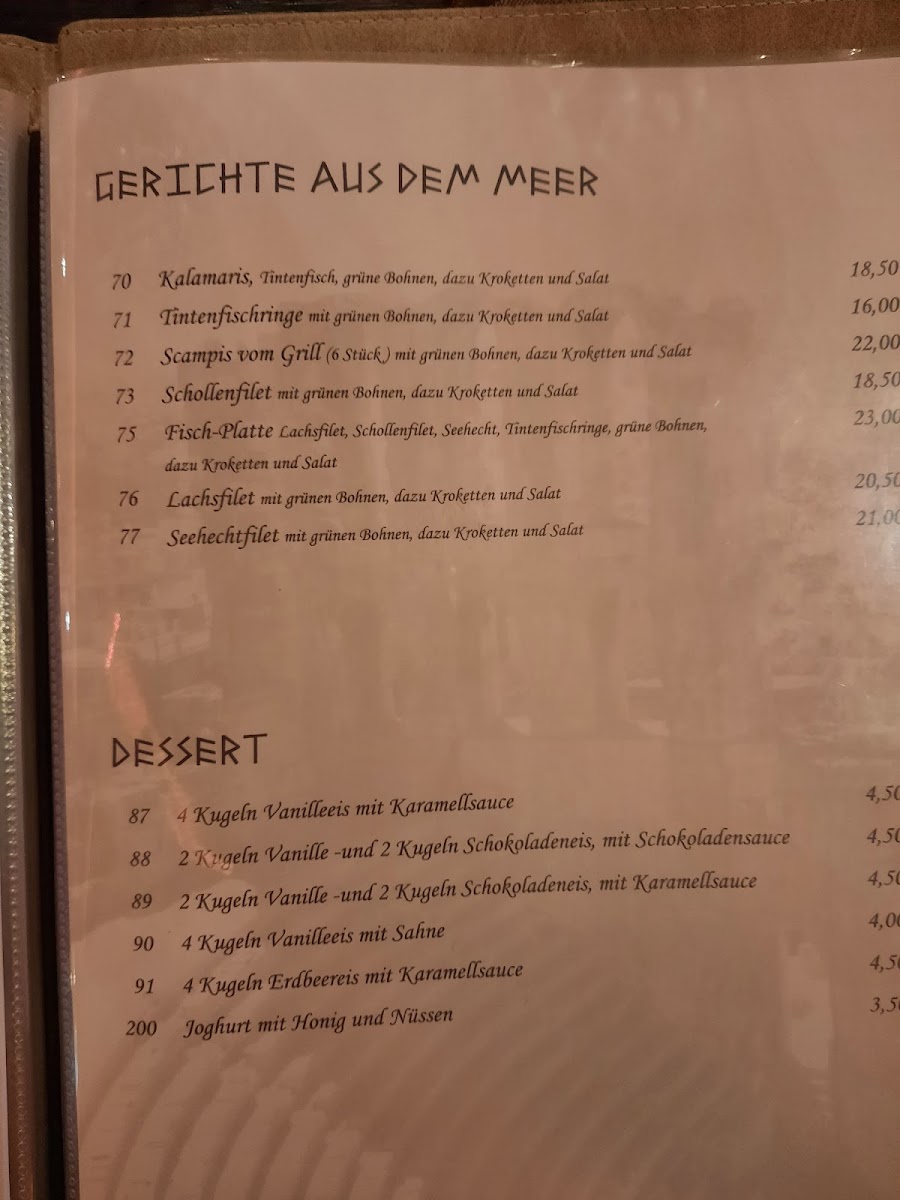 GERICHTE AUS DEM MEER
70 Kalamaris, Tintenfisch, grüne Bohnen, dazu Kroketten und Salat 18,50
71 Tintenfischringe mit grünen Bohnen, dazu Kroketten und Salat 16,00
72 Scampis vom Grill (6 Stück) mit grünen Bohnen, dazu Kroketten und Salat 22,00
73 Schollenfilet mit grünen Bohnen, dazu Kroketten und Salat 18,50
75 Fisch-Platte Lachsfilet, Schollenfilet, Seehecht, Tintenfischringe, grüne Bohnen, 23,00
dazu Kroketten und Salat
76 Lachsfilet mit grünen Bohnen, dazu Kroketten und Salat 20,50
77 Seehechtfilet mit grünen Bohnen, dazu Kroketten und Salat 21,00
DESSERT
87 4 Kugeln Vanilleeis mit Karamellsauce 4,50
88 2 Kugeln Vanille -und 2 Kugeln Schokoladeneis, mit Schokoladensauce 4,50
89 2 Kugeln Vanille -und 2 Kugeln Schokoladeneis, mit Karamellsauce 4,50
90 4 Kugeln Vanilleeis mit Sahne 4,00
91 4 Kugeln Erdbeereis mit Karamellsauce 4,50
200 Joghurt mit Honig und Nüssen 3,50